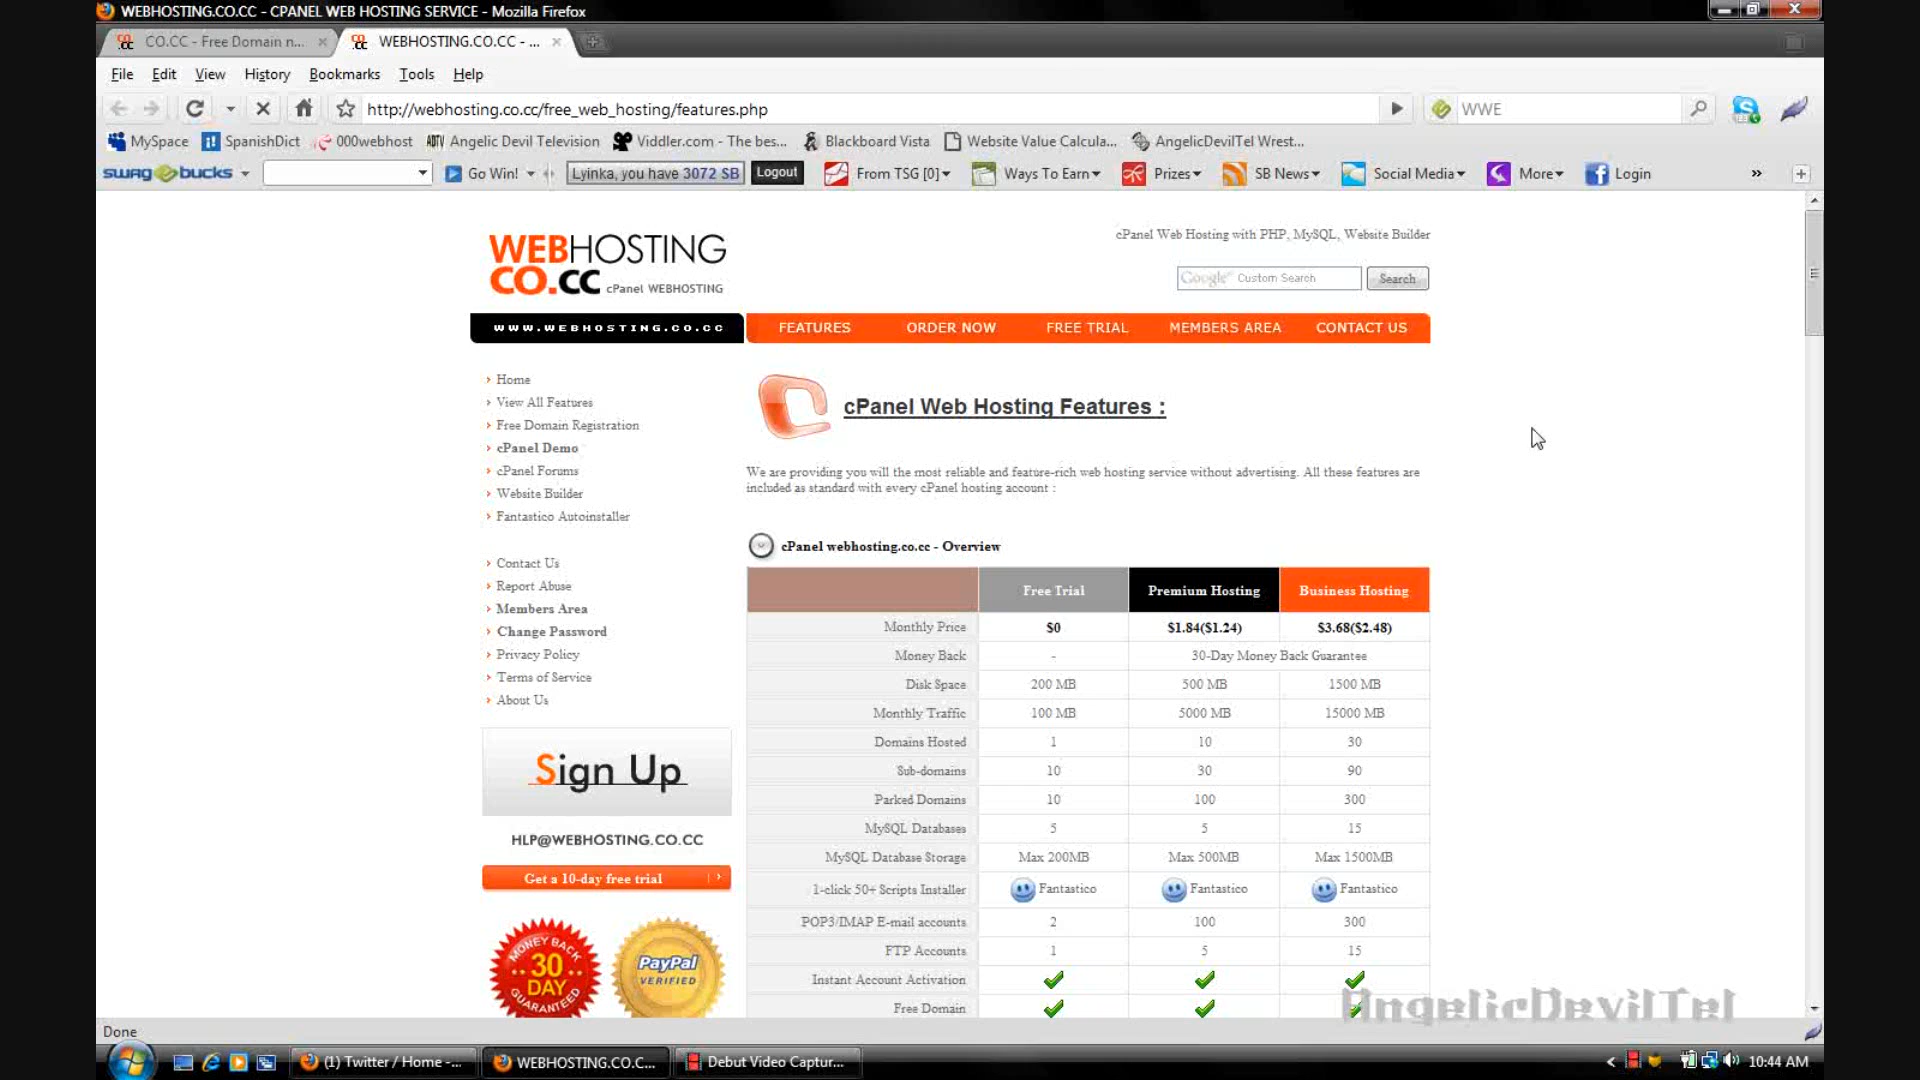 WEBHOSTING.CO.CC - CPANEL WEB HOSTING SERVICE - Mozilla Firefox
CO.CC - Free Domain n...
WEBHOSTING.CO.CC - ...
File Edit View History Bookmarks Tools Help
http://webhosting.co.cc/free_web_hosting/features.php
WWE
MySpace SpanishDict 000webhost ADTV Angelic Devil Television Viddler.com - The bes... Blackboard Vista Website Value Calcula... AngelicDevilTel Wrest...
swagbucks Go Win! Lyinka, you have 3072 SB Logout From TSG [0] Ways To Earn Prizes SB News Social Media More Login »
WEBHOSTING
CO.CC cPanel WEBHOSTING
cPanel Web Hosting with PHP, MySQL, Website Builder
Google Custom Search Search
WWW.WEBHOSTING.CO.CC
FEATURES ORDER NOW FREE TRIAL MEMBERS AREA CONTACT US
Home
View All Features
Free Domain Registration
cPanel Demo
cPanel Forums
Website Builder
Fantastico Autoinstaller
Contact Us
Report Abuse
Members Area
Change Password
Privacy Policy
Terms of Service
About Us
Sign Up
HLP@WEBHOSTING.CO.CC
Get a 10-day free trial
MONEY BACK
30
DAY
GUARANTEED
PayPal
VERIFIED
cPanel Web Hosting Features :
We are providing you will the most reliable and feature-rich web hosting service without advertising. All these features are
included as standard with every cPanel hosting account :
cPanel webhosting.co.cc - Overview
Free Trial Premium Hosting Business Hosting
Monthly Price $0 $1.84($1.24) $3.68($2.48)
Money Back - 30-Day Money Back Guarantee
Disk Space 200 MB 500 MB 1500 MB
Monthly Traffic 100 MB 5000 MB 15000 MB
Domains Hosted 1 10 30
Sub-domains 10 30 90
Parked Domains 10 100 300
MySQL Databases 5 5 15
MySQL Database Storage Max 200MB Max 500MB Max 1500MB
1-click 50+ Scripts Installer Fantastico Fantastico Fantastico
POP3/IMAP E-mail accounts 2 100 300
FTP Accounts 1 5 15
Instant Account Activation
Free Domain
AngelicDevilTel
Done
(1) Twitter / Home -...
WEBHOSTING.CO.C...
Debut Video Captur...
10:44 AM